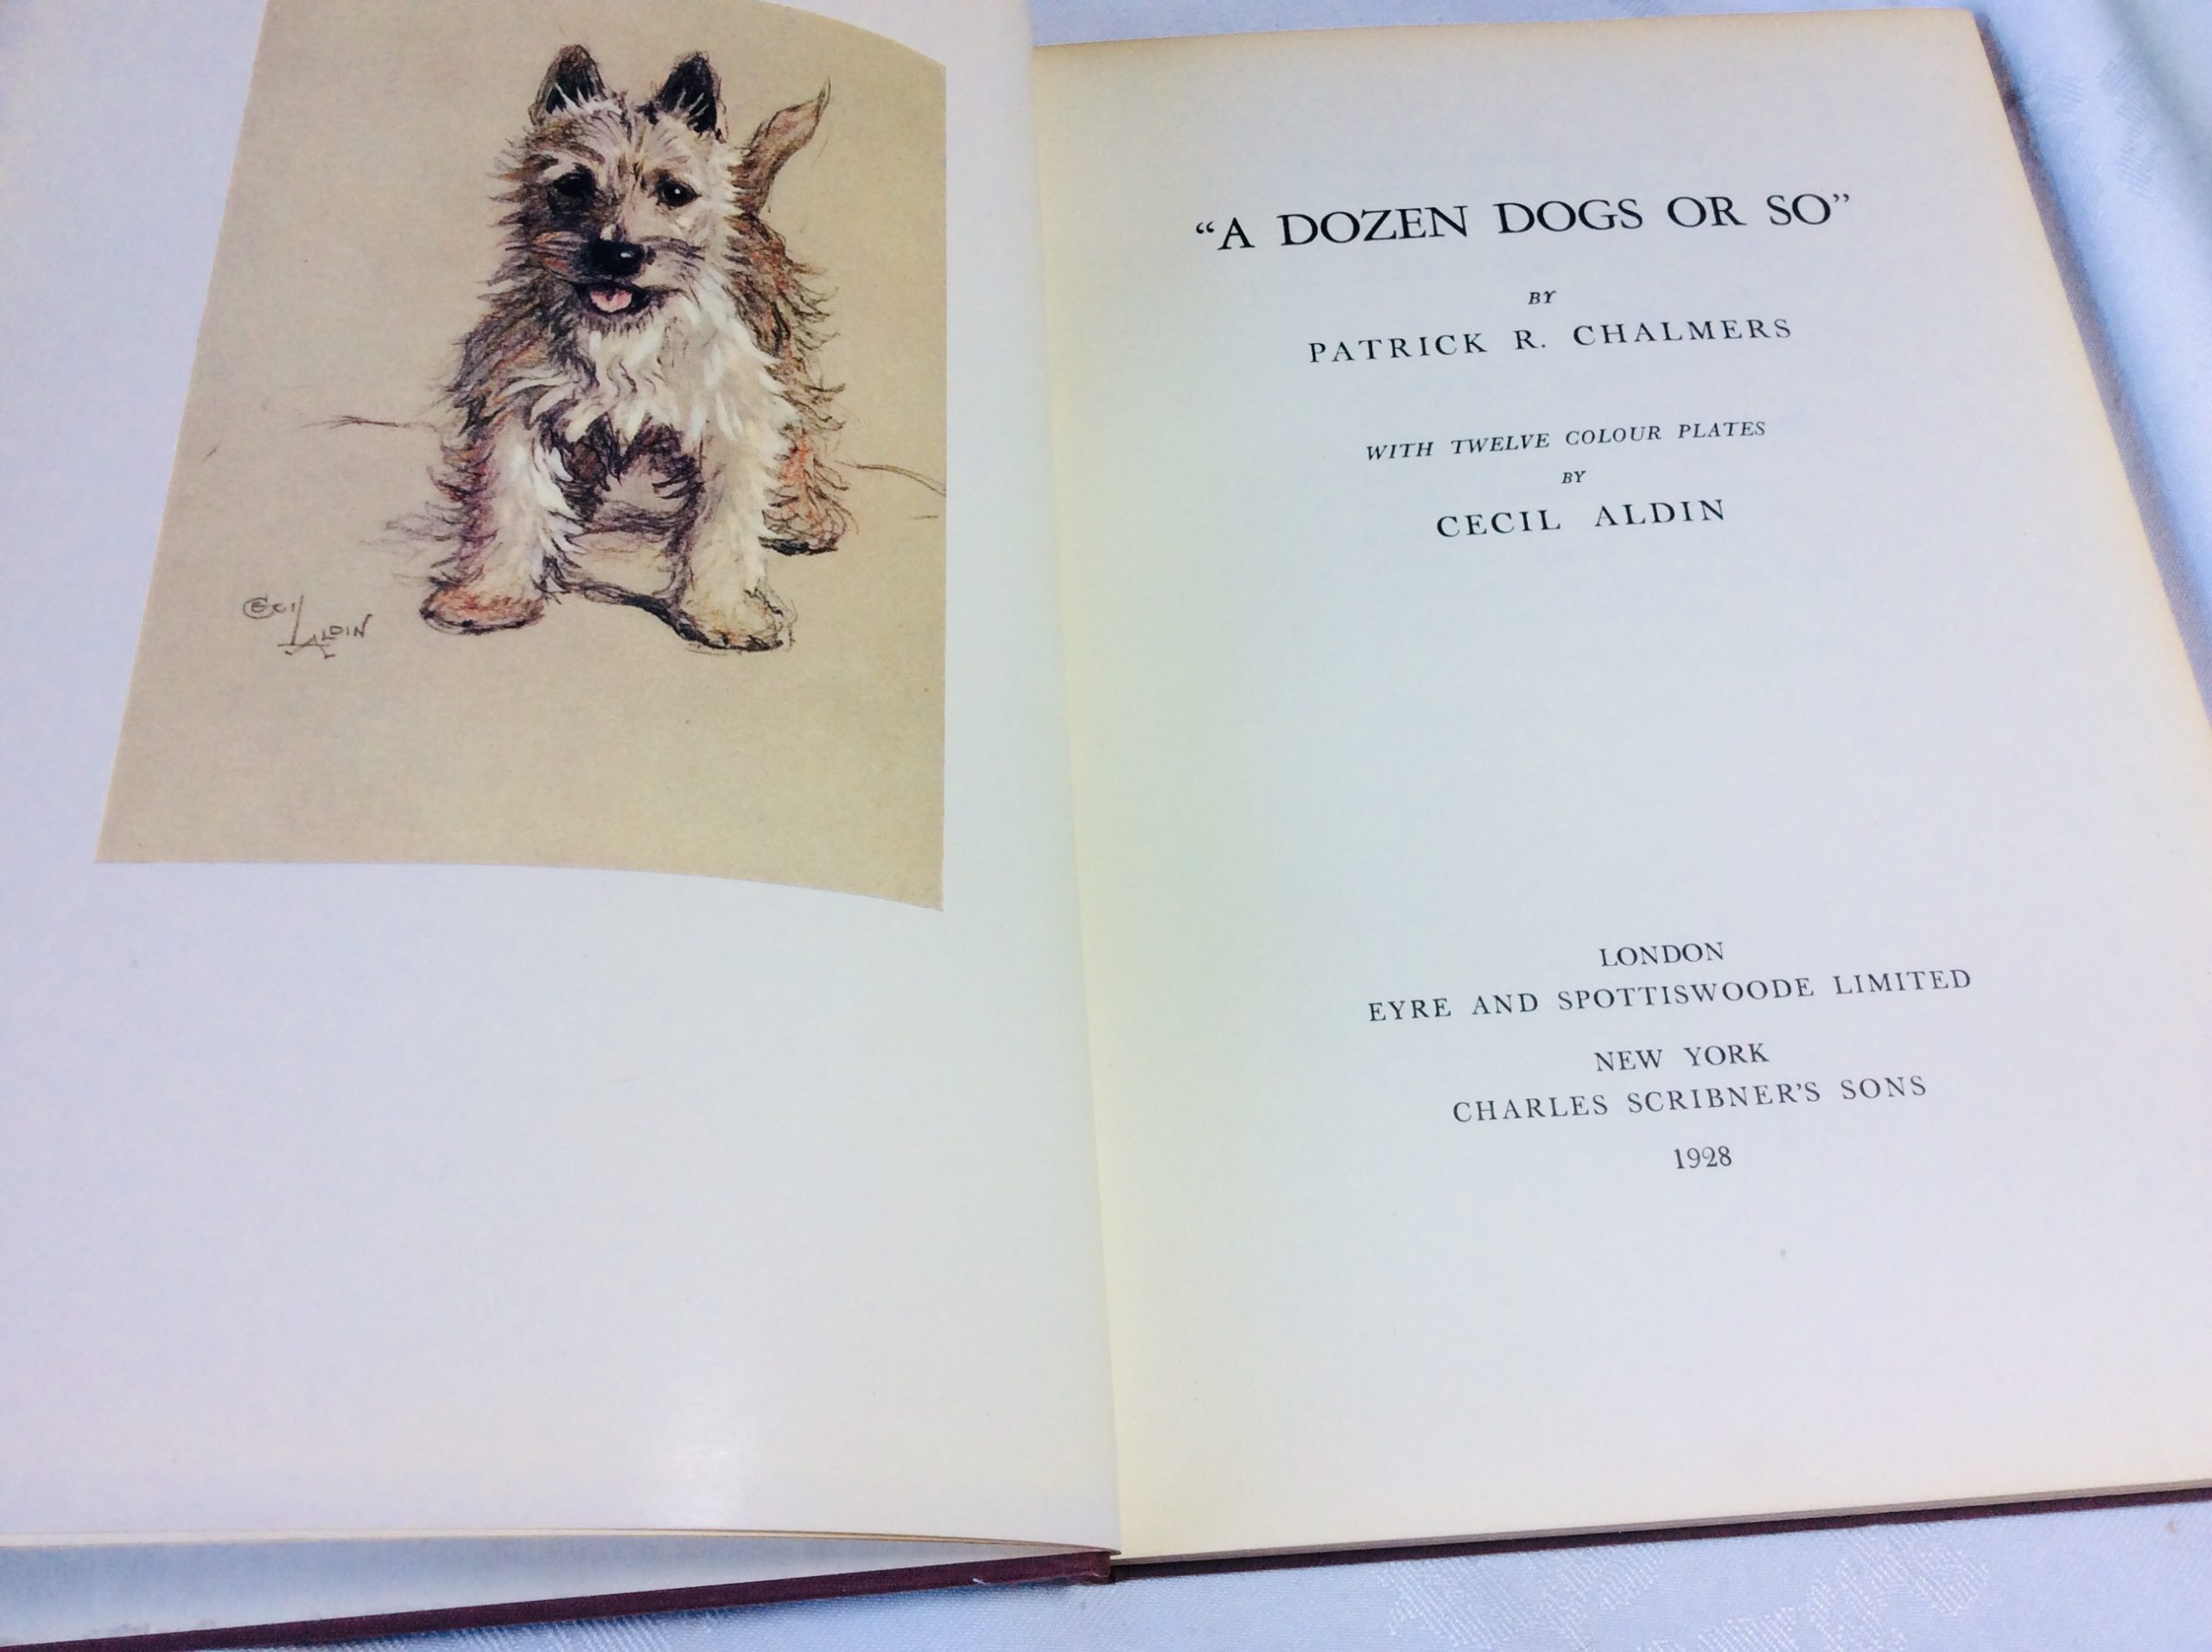 CECIL
ALDIN
“A DOZEN DOGS OR SO”
BY
PATRICK R. CHALMERS
WITH TWELVE COLOUR PLATES
BY
CECIL ALDIN
LONDON
EYRE AND SPOTTISWOODE LIMITED
NEW YORK
CHARLES SCRIBNER’S SONS
1928